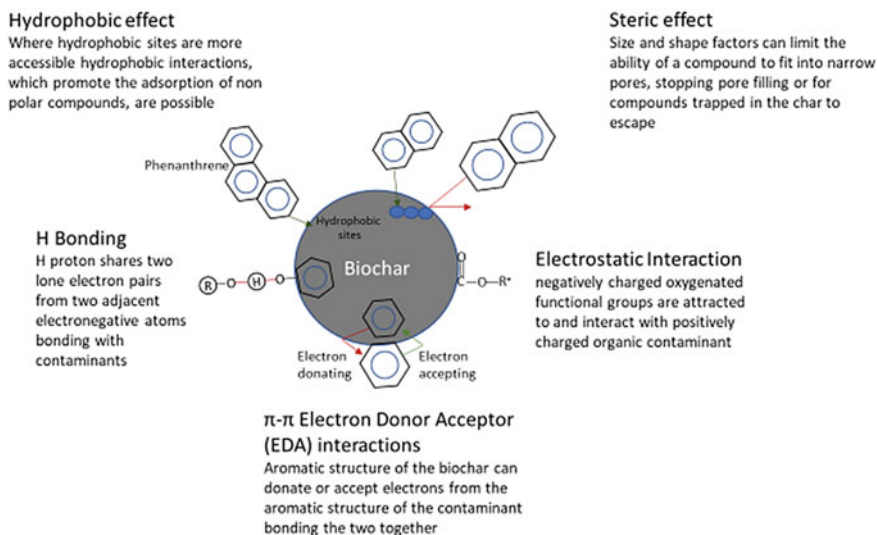 Hydrophobic effect
Where hydrophobic sites are more
accessible hydrophobic interactions,
which promote the adsorption of non
polar compounds, are possible
Steric effect
Size and shape factors can limit the
ability of a compound to fit into narrow
pores, stopping pore filling or for
compounds trapped in the char to
escape
Phenanthrene
Hydrophobic
sites
H Bonding
H proton shares two
lone electron pairs
from two adjacent
electronegative atoms
bonding with
contaminants
R-O-H-O
Biochar
O
C-O-R⁺
Electrostatic Interaction
negatively charged oxygenated
functional groups are attracted
to and interact with positively
charged organic contaminant
Electron
donating
Electron
accepting
π-π Electron Donor Acceptor
(EDA) interactions
Aromatic structure of the biochar can
donate or accept electrons from the
aromatic structure of the contaminant
bonding the two together